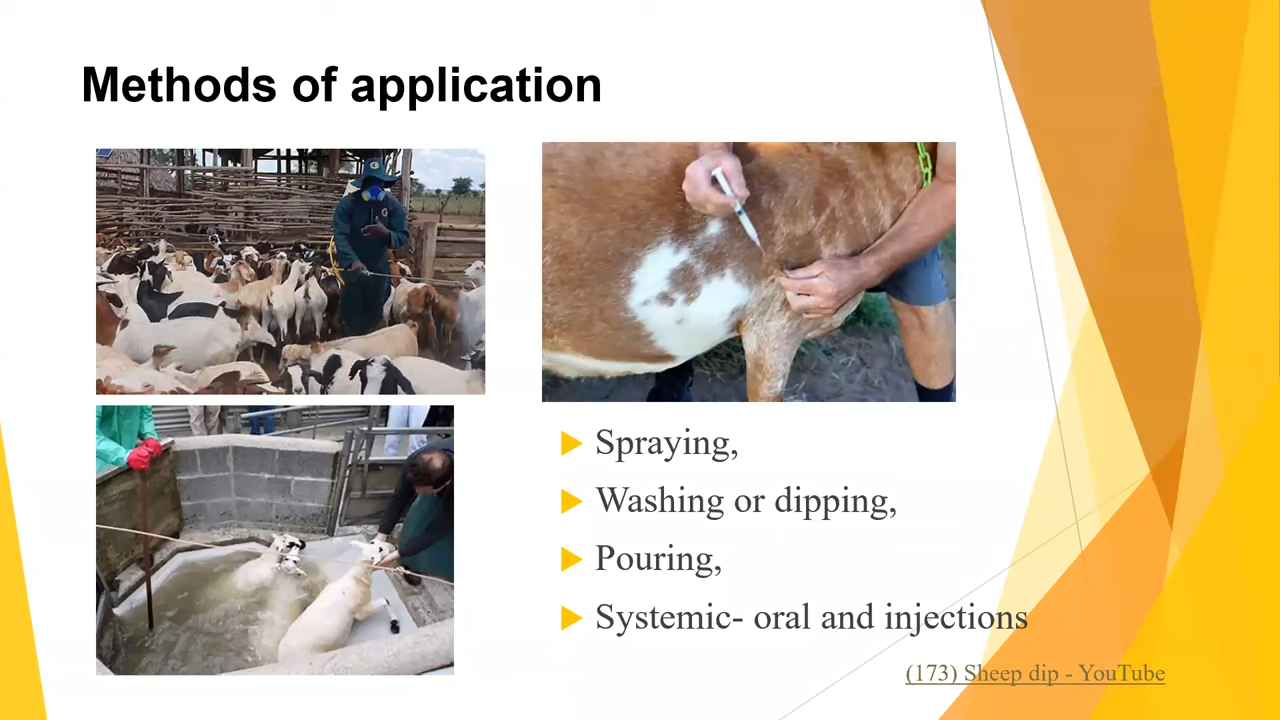 Methods of application
Spraying,
Washing or dipping,
Pouring,
Systemic- oral and injections
(173) Sheep dip - YouTube